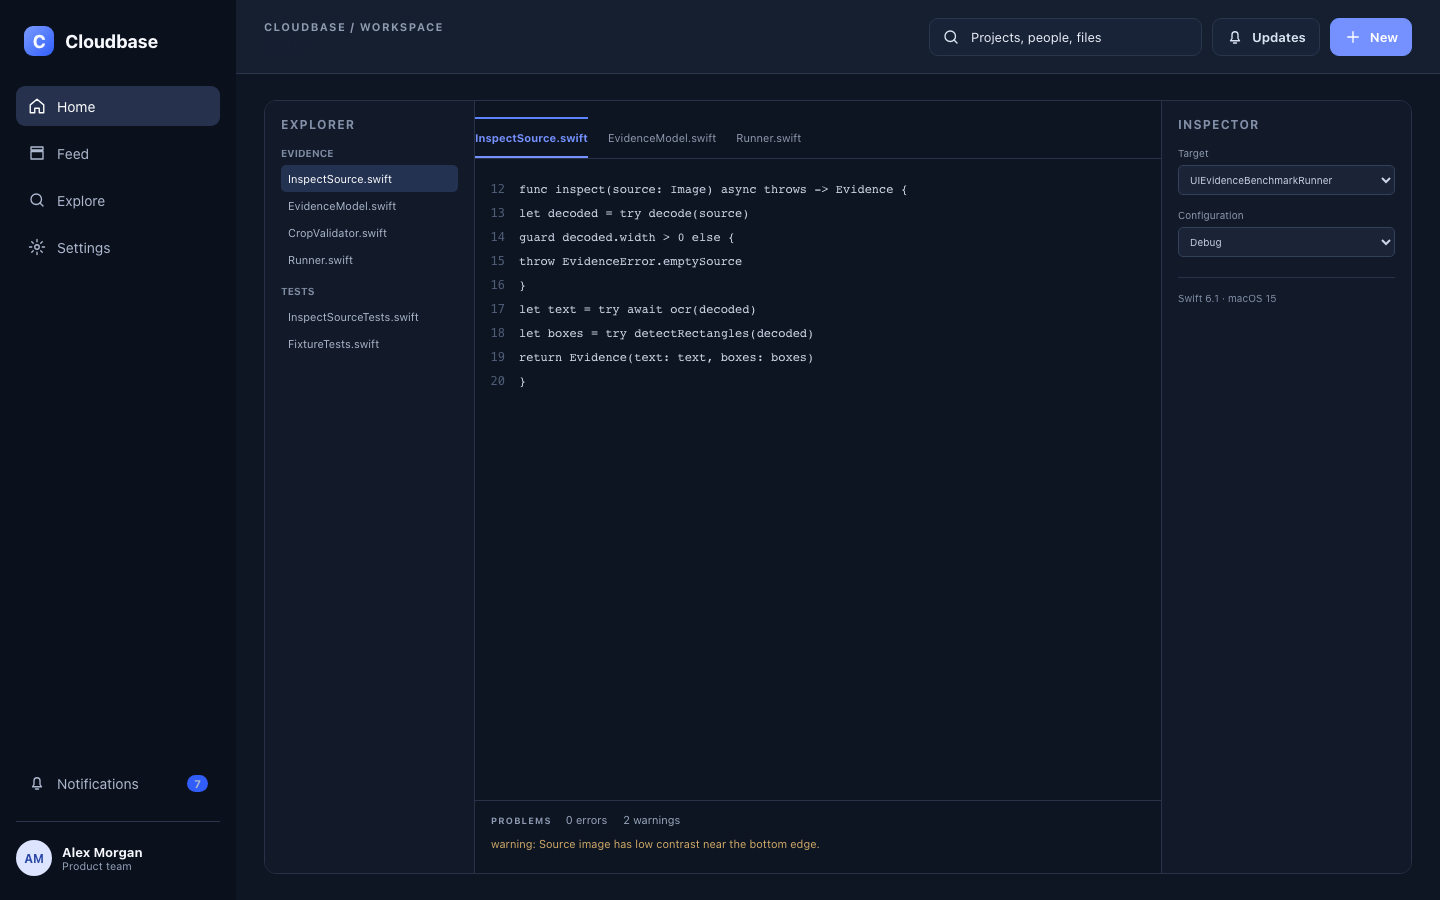 C Cloudbase
Home
Feed
Explore
Settings
Notifications 7
AM
Alex Morgan
Product team
CLOUDBASE / WORKSPACE
Projects, people, files
Updates
New
EXPLORER
EVIDENCE
InspectSource.swift
EvidenceModel.swift
CropValidator.swift
Runner.swift
TESTS
InspectSourceTests.swift
FixtureTests.swift
InspectSource.swift EvidenceModel.swift Runner.swift
12 func inspect(source: Image) async throws -> Evidence {
13 let decoded = try decode(source)
14 guard decoded.width > 0 else {
15 throw EvidenceError.emptySource
16 }
17 let text = try await ocr(decoded)
18 let boxes = try detectRectangles(decoded)
19 return Evidence(text: text, boxes: boxes)
20 }
PROBLEMS 0 errors 2 warnings
warning: Source image has low contrast near the bottom edge.
INSPECTOR
Target
UIEvidenceBenchmarkRunner
Configuration
Debug
Swift 6.1 · macOS 15